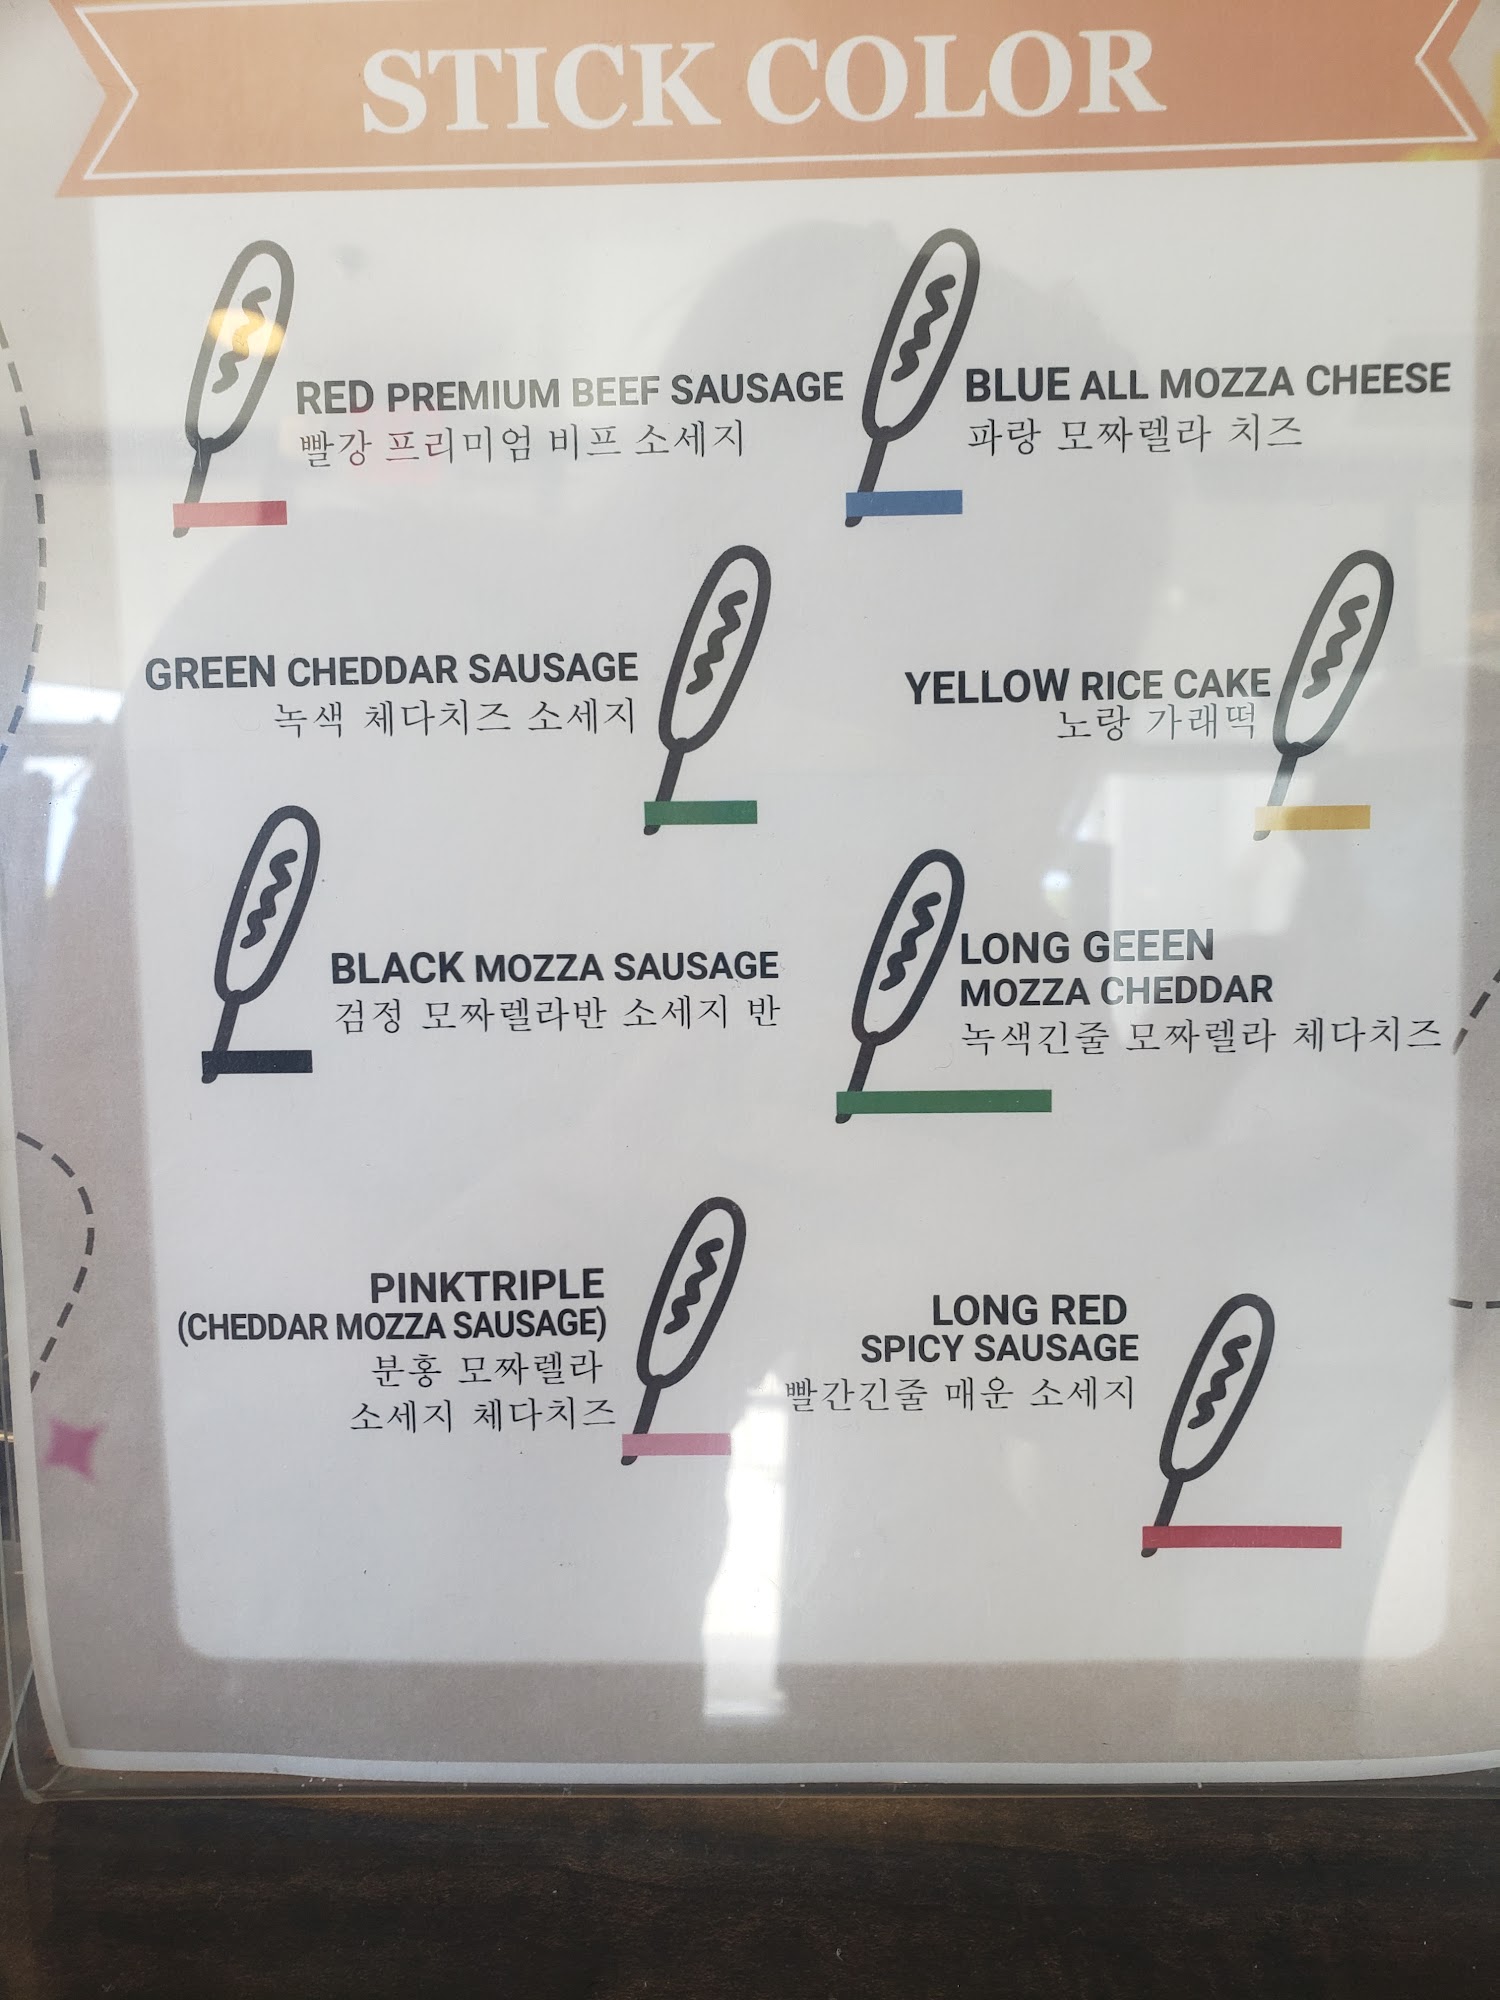 STICK COLOR
RED PREMIUM BEEF SAUSAGE
빨강 프리미엄 비프 소세지
BLUE ALL MOZZA CHEESE
파랑 모짜렐라 치즈
GREEN CHEDDAR SAUSAGE
녹색 체다치즈 소세지
YELLOW RICE CAKE
노랑 가래떡
BLACK MOZZA SAUSAGE
검정 모짜렐라반 소세지 반
LONG GEEEN
MOZZA CHEDDAR
녹색긴줄 모짜렐라 체다치즈
PINKTRIPLE
(CHEDDAR MOZZA SAUSAGE)
분홍 모짜렐라
소세지 체다치즈
LONG RED
SPICY SAUSAGE
빨간긴줄 매운 소세지